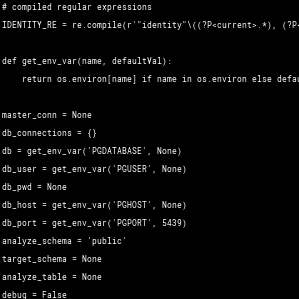 # compiled regular expressions
IDENTITY_RE = re.compile(r'"identity"\((?P<current>.*), (?P<
def get_env_var(name, defaultVal):
return os.environ[name] if name in os.environ else defau
master_conn = None
db_connections = {}
db = get_env_var('PGDATABASE', None)
db_user = get_env_var('PGUSER', None)
db_pwd = None
db_host = get_env_var('PGHOST', None)
db_port = get_env_var('PGPORT', 5439)
analyze_schema = 'public'
target_schema = None
analyze_table = None
debug = False